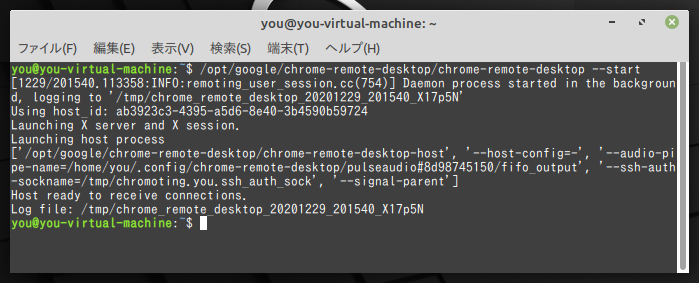 you@you-virtual-machine: ~
ファイル(F) 編集(E) 表示(V) 検索(S) 端末(T) ヘルプ(H)
you@you-virtual-machine:~$ /opt/google/chrome-remote-desktop/chrome-remote-desktop --start
[1229/201540.113358:INFO:remoting_user_session.cc(754)] Daemon process started in the backgroun
d, logging to '/tmp/chrome_remote_desktop_20201229_201540_X17p5N'
Using host_id: ab3923c3-4395-a5d6-8e40-3b4590b59724
Launching X server and X session.
Launching host process
['/opt/google/chrome-remote-desktop/chrome-remote-desktop-host', '--host-config=-', '--audio-pi
pe-name=/home/you/.config/chrome-remote-desktop/pulseaudio#8d98745150/fifo_output', '--ssh-auth
-sockname=/tmp/chromoting.you.ssh_auth_sock', '--signal-parent']
Host ready to receive connections.
Log file: /tmp/chrome_remote_desktop_20201229_201540_X17p5N
you@you-virtual-machine:~$